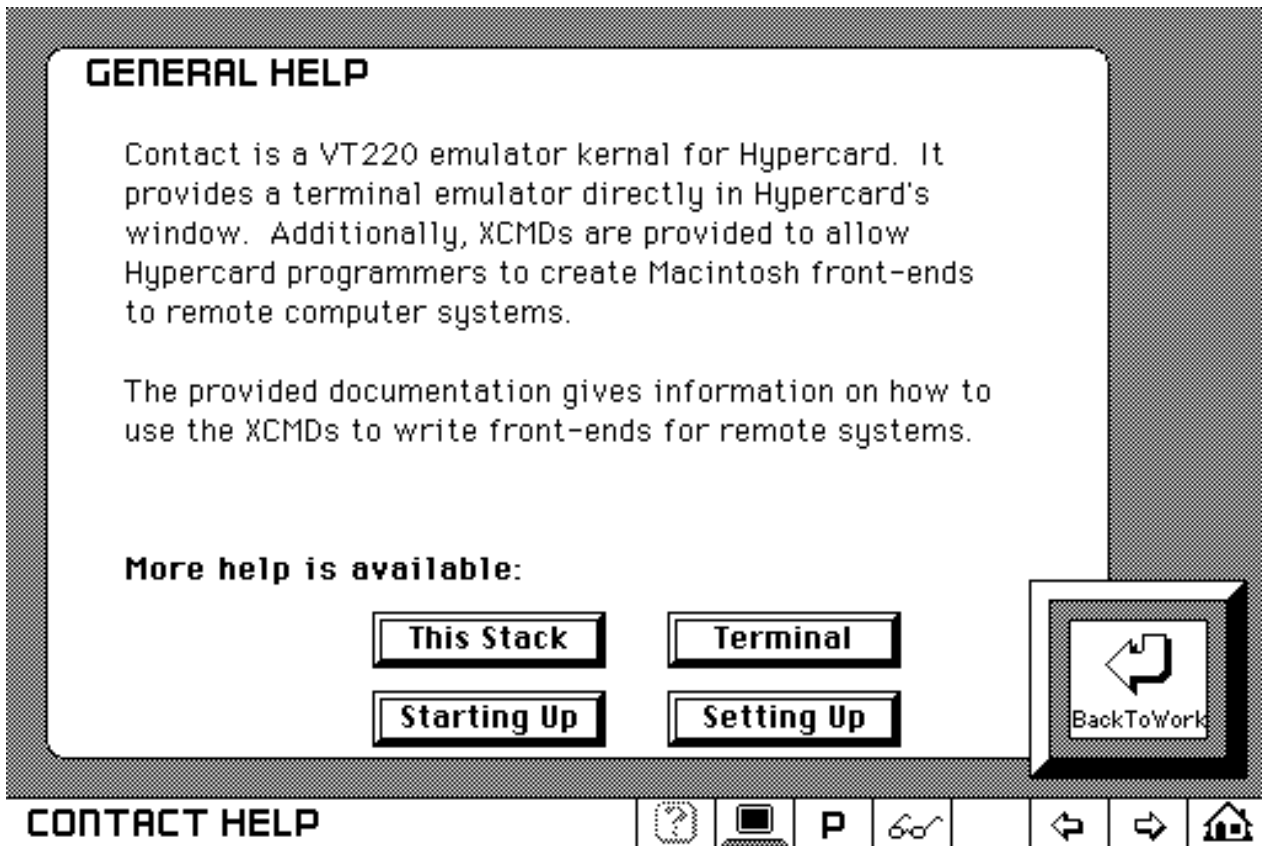 GENERAL HELP
Contact is a VT220 emulator kernal for Hypercard.  It
provides a terminal emulator directly in Hypercard's
window.  Additionally, XCMDs are provided to allow
Hypercard programmers to create Macintosh front-ends
to remote computer systems.
The provided documentation gives information on how to
use the XCMDs to write front-ends for remote systems.
More help is available:
This Stack
Terminal
Starting Up
Setting Up
BackToWork
CONTACT HELP
?
P